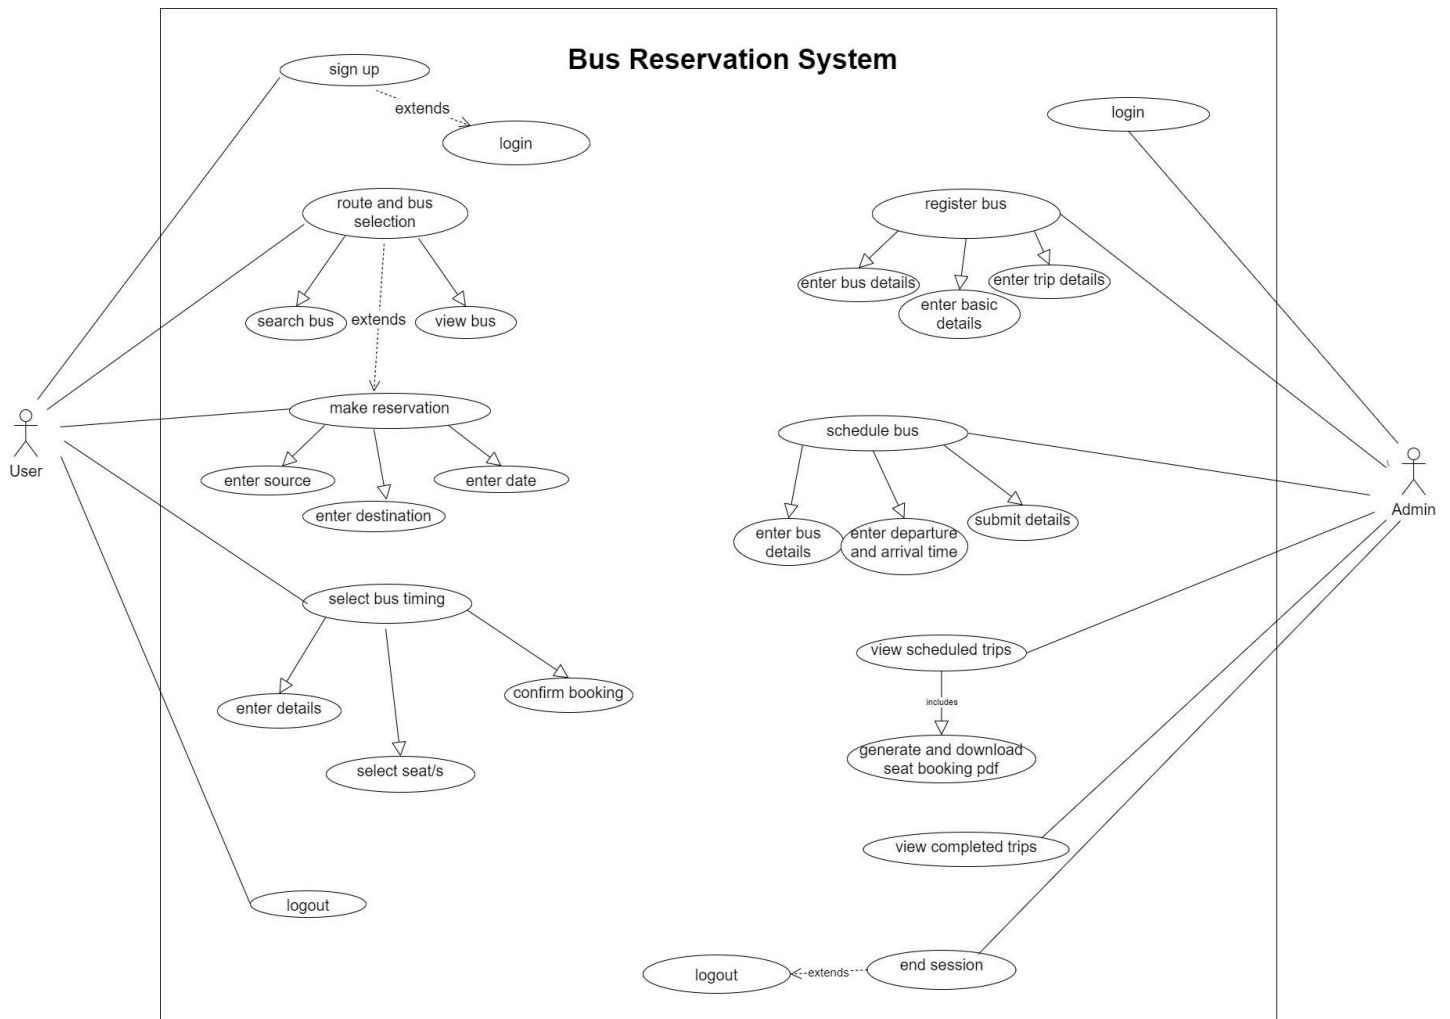 Bus Reservation System
sign up
extends
login
login
route and bus
selection
register bus
search bus
extends
view bus
enter bus details
enter basic
details
enter trip details
make reservation
enter source
enter destination
enter date
User
schedule bus
enter bus
details
enter departure
and arrival time
submit details
Admin
select bus timing
enter details
select seat/s
confirm booking
view scheduled trips
includes
generate and download
seat booking pdf
view completed trips
logout
logout
extends
end session